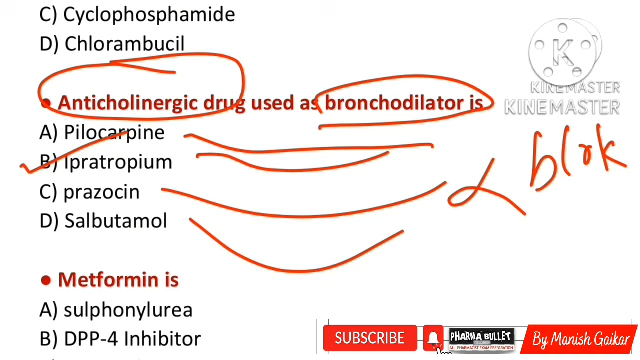 C) Cyclophosphamide
D) Chlorambucil
K
KINEMASTER
KINEMASTER
● Anticholinergic drug used as bronchodilator is
A) Pilocarpine
B) Ipratropium
C) prazocin
D) Salbutamol
α blok
● Metformin is
A) sulphonylurea
B) DPP-4 Inhibitor
SUBSCRIBE
PHARMA BULLET
By Manish Gaikar